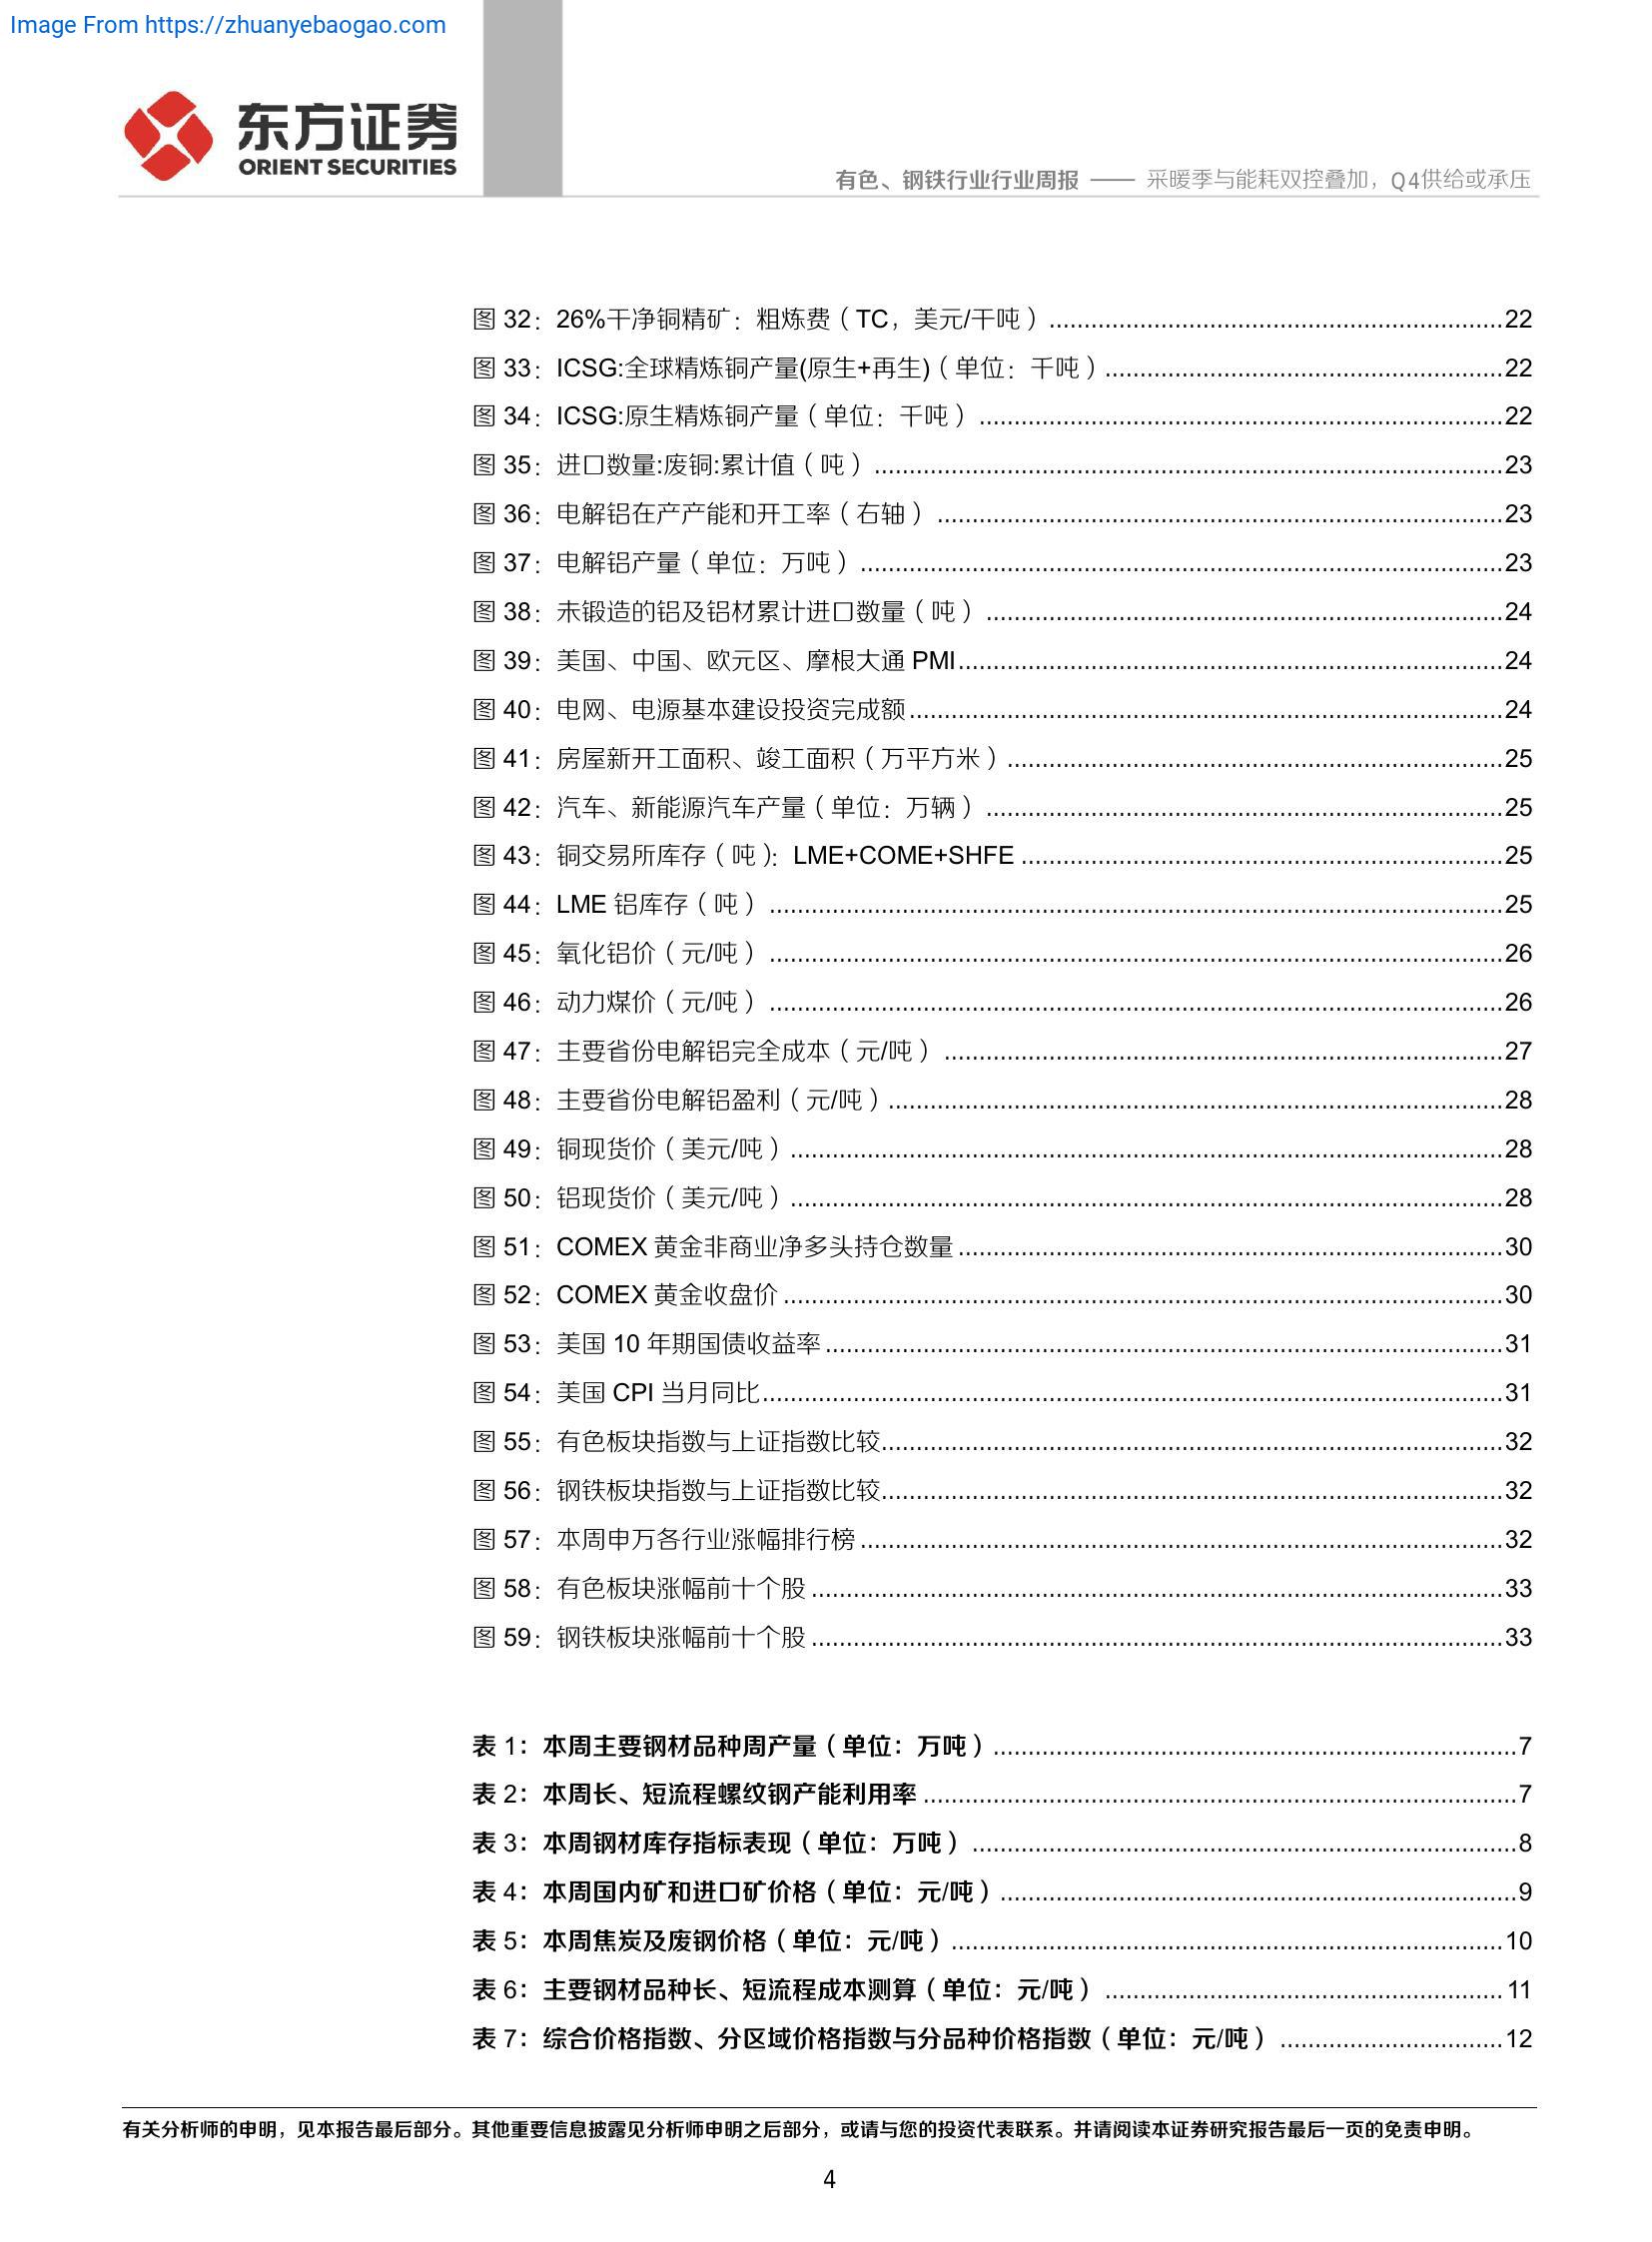 Image From https://zhuanyebaogao.com
东方证券
ORIENT SECURITIES
有色、钢铁行业行业周报 —— 采暖季与能耗双控叠加，Q4供给或承压
图 32：26%干净铜精矿：粗炼费（TC，美元/干吨）..........22
图 33：ICSG:全球精炼铜产量(原生+再生)（单位：千吨）..........22
图 34：ICSG:原生精炼铜产量（单位：千吨）..........22
图 35：进口数量:废铜:累计值（吨）..........23
图 36：电解铝在产产能和开工率（右轴）..........23
图 37：电解铝产量（单位：万吨）..........23
图 38：未锻造的铝及铝材累计进口数量（吨）..........24
图 39：美国、中国、欧元区、摩根大通 PMI..........24
图 40：电网、电源基本建设投资完成额..........24
图 41：房屋新开工面积、竣工面积（万平方米）..........25
图 42：汽车、新能源汽车产量（单位：万辆）..........25
图 43：铜交易所库存（吨）：LME+COME+SHFE..........25
图 44：LME 铝库存（吨）..........25
图 45：氧化铝价（元/吨）..........26
图 46：动力煤价（元/吨）..........26
图 47：主要省份电解铝完全成本（元/吨）..........27
图 48：主要省份电解铝盈利（元/吨）..........28
图 49：铜现货价（美元/吨）..........28
图 50：铝现货价（美元/吨）..........28
图 51：COMEX 黄金非商业净多头持仓数量..........30
图 52：COMEX 黄金收盘价..........30
图 53：美国 10 年期国债收益率..........31
图 54：美国 CPI 当月同比..........31
图 55：有色板块指数与上证指数比较..........32
图 56：钢铁板块指数与上证指数比较..........32
图 57：本周申万各行业涨幅排行榜..........32
图 58：有色板块涨幅前十个股..........33
图 59：钢铁板块涨幅前十个股..........33
表 1：本周主要钢材品种周产量（单位：万吨）..........7
表 2：本周长、短流程螺纹钢产能利用率..........7
表 3：本周钢材库存指标表现（单位：万吨）..........8
表 4：本周国内矿和进口矿价格（单位：元/吨）..........9
表 5：本周焦炭及废钢价格（单位：元/吨）..........10
表 6：主要钢材品种长、短流程成本测算（单位：元/吨）..........11
表 7：综合价格指数、分区域价格指数与分品种价格指数（单位：元/吨）..........12
有关分析师的申明，见本报告最后部分。其他重要信息披露见分析师申明之后部分，或请与您的投资代表联系。并请阅读本证券研究报告最后一页的免责申明。
4